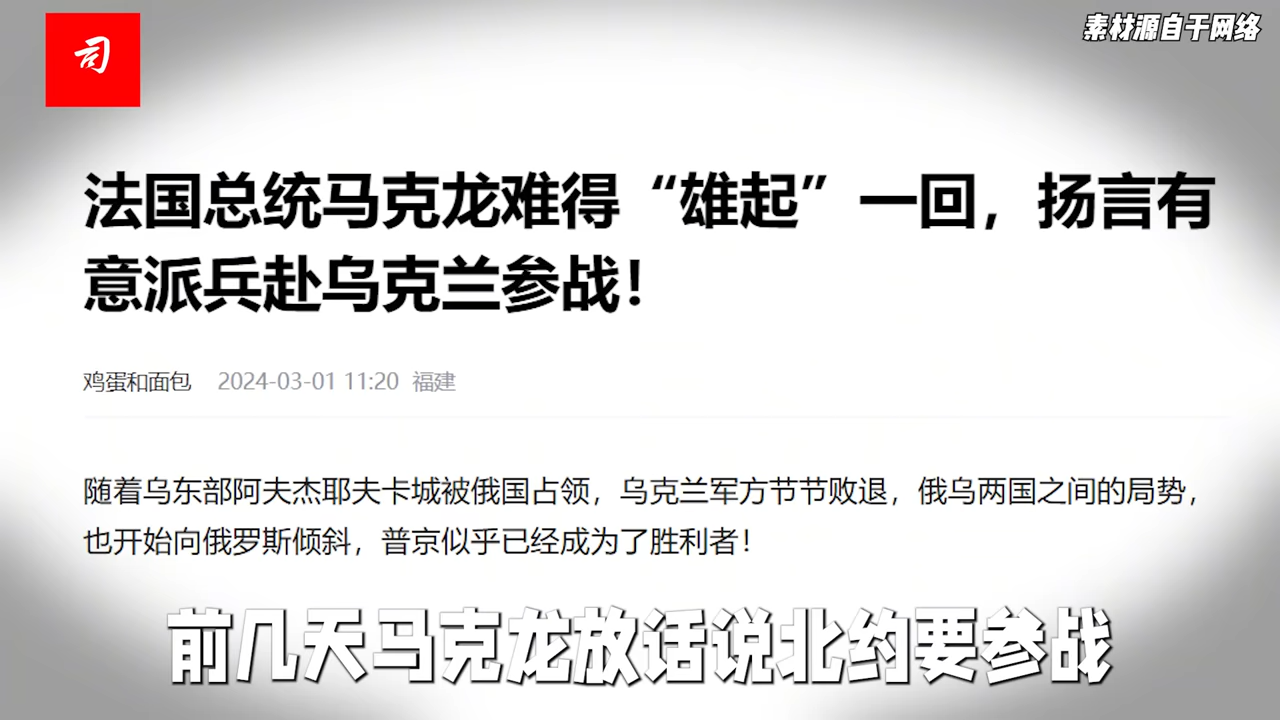 司
素材源自于网络
法国总统马克龙难得“雄起”一回，扬言有
意派兵赴乌克兰参战！
鸡蛋和面包 2024-03-01 11:20 福建
随着乌东部阿夫杰耶夫卡城被俄国占领，乌克兰军方节节败退，俄乌两国之间的局势，
也开始向俄罗斯倾斜，普京似乎已经成为了胜利者！
前几天马克龙放话说北约要参战